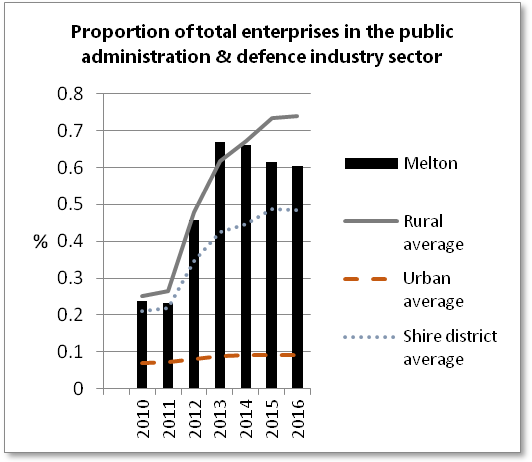 Proportion of total enterprises in the public
administration & defence industry sector
0.8
0.7
0.6
0.5
0.4
0.3
0.2
0.1
0
%
2010
2011
2012
2013
2014
2015
2016
Melton
Rural
average
Urban
average
Shire district
average